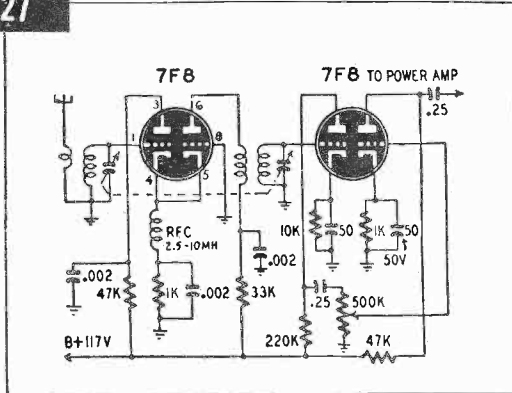 27
7F8
7F8 TO POWER AMP
3
6
.25
1
8
4
5
RFC
2.5-10MH
10K
50
1K
50
50V
.002
.002
47K
1K
.002
33K
.25
500K
B+117V
220K
47K